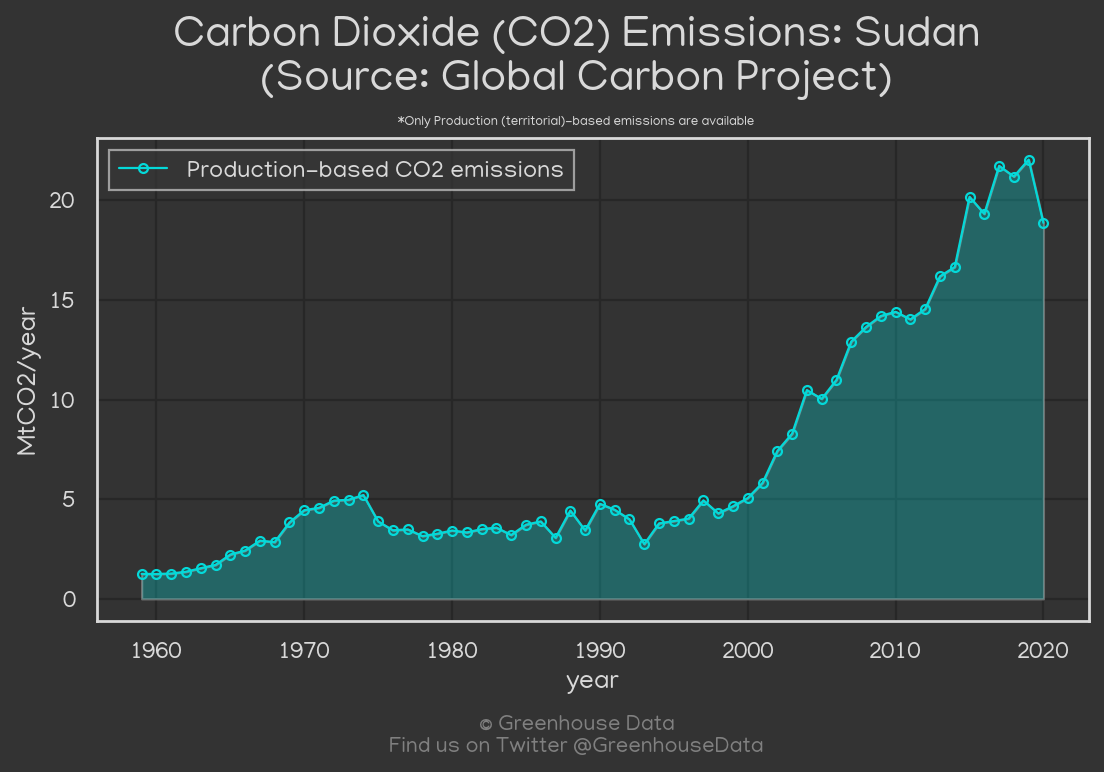 Carbon Dioxide (CO2) Emissions: Sudan
(Source: Global Carbon Project)
*Only Production (territorial)-based emissions are available
Production-based CO2 emissions
MtCO2/year
20
15
10
5
0
1960 1970 1980 1990 2000 2010 2020
year
© Greenhouse Data
Find us on Twitter @GreenhouseData